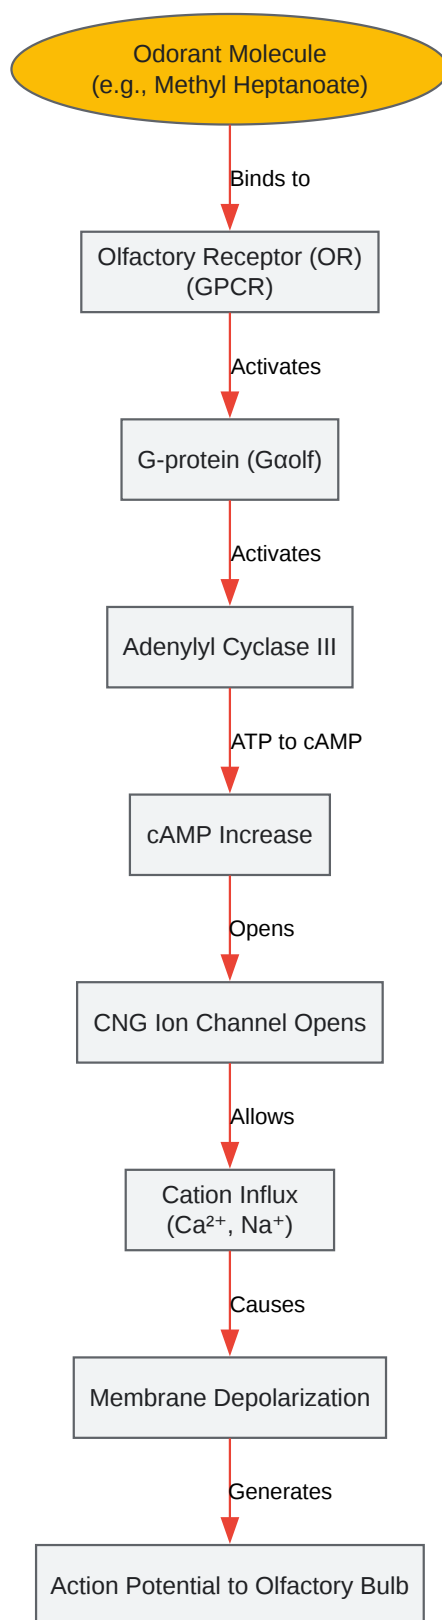 Odorant Molecule
(e.g., Methyl Heptanoate)
Binds to
Olfactory Receptor (OR)
(GPCR)
Activates
G-protein (Gαolf)
Activates
Adenylyl Cyclase III
ATP to cAMP
cAMP Increase
Opens
CNG Ion Channel Opens
Allows
Cation Influx
(Ca²⁺, Na⁺)
Causes
Membrane Depolarization
Generates
Action Potential to Olfactory Bulb